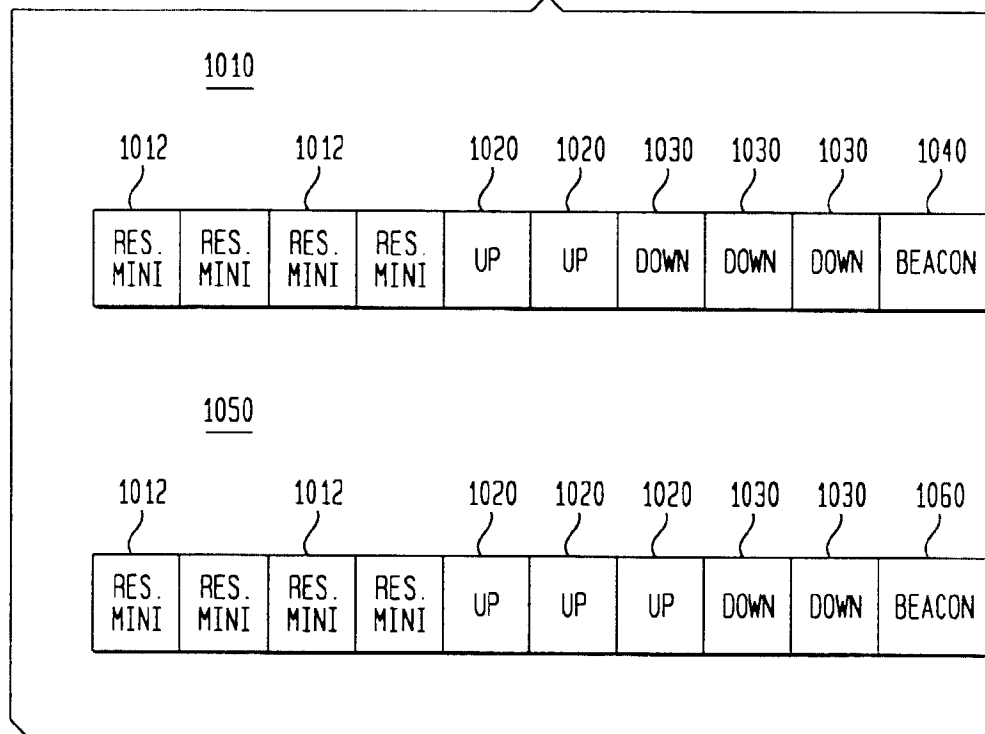 1010
1012 1012 1020 1020 1030 1030 1030 1040
RES. RES. RES. RES. UP UP DOWN DOWN DOWN BEACON
MINI MINI MINI MINI
1050
1012 1012 1020 1020 1020 1030 1030 1060
RES. RES. RES. RES. UP UP UP DOWN DOWN BEACON
MINI MINI MINI MINI